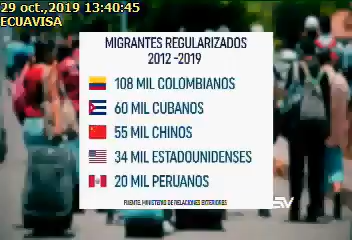 29 oct.,2019 13:40:45
ECUAVISA
MIGRANTES REGULARIZADOS
2012 -2019
108 MIL COLOMBIANOS
60 MIL CUBANOS
55 MIL CHINOS
34 MIL ESTADOUNIDENSES
20 MIL PERUANOS
FUENTE: MINISTERIO DE RELACIONES EXTERIORES